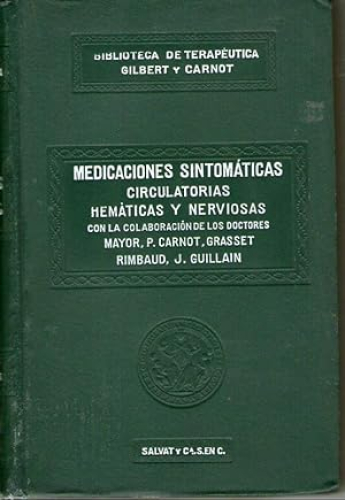 BIBLIOTECA DE TERAPÉUTICA
GILBERT Y CARNOT
MEDICACIONES SINTOMÁTICAS
CIRCULATORIAS
HEMÁTICAS Y NERVIOSAS
CON LA COLABORACIÓN DE LOS DOCTORES
MAYOR, P. CARNOT, GRASSET
RIMBAUD, J. GUILLAIN
SALVAT Y Cª. S. EN C.